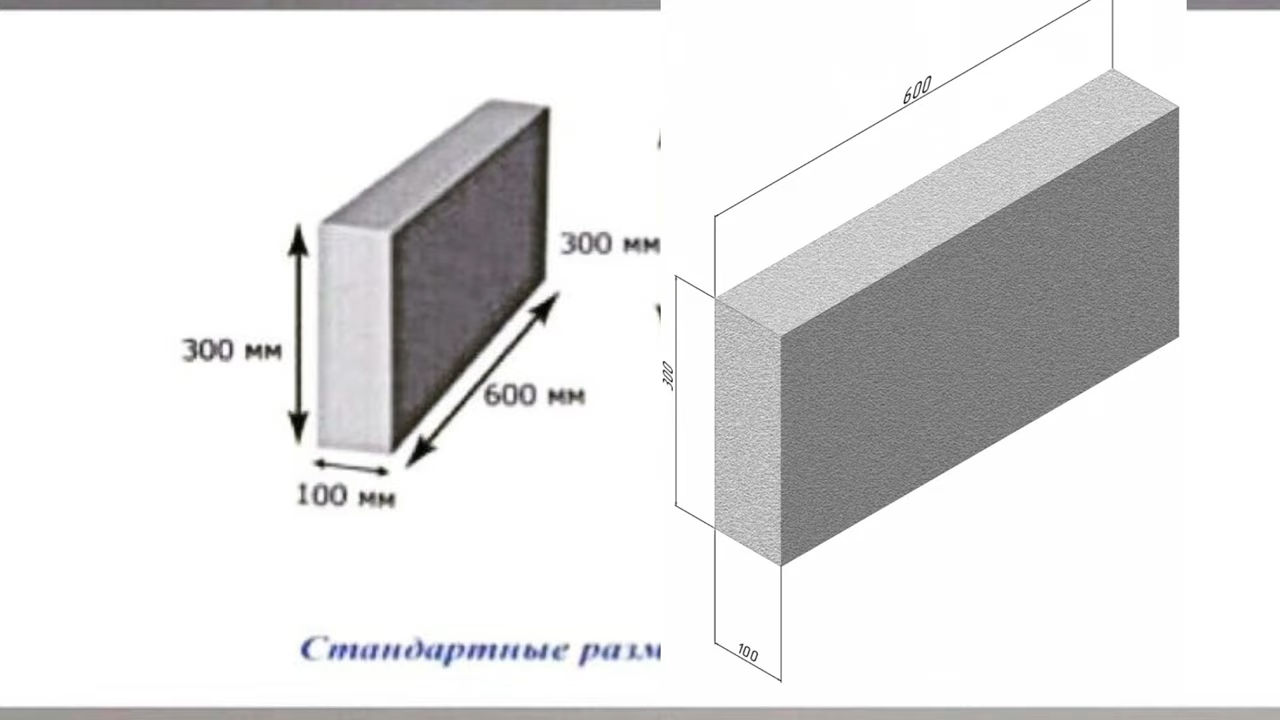 600
300 мм
300 мм
300
600 мм
100 мм
Стандартные разм
100